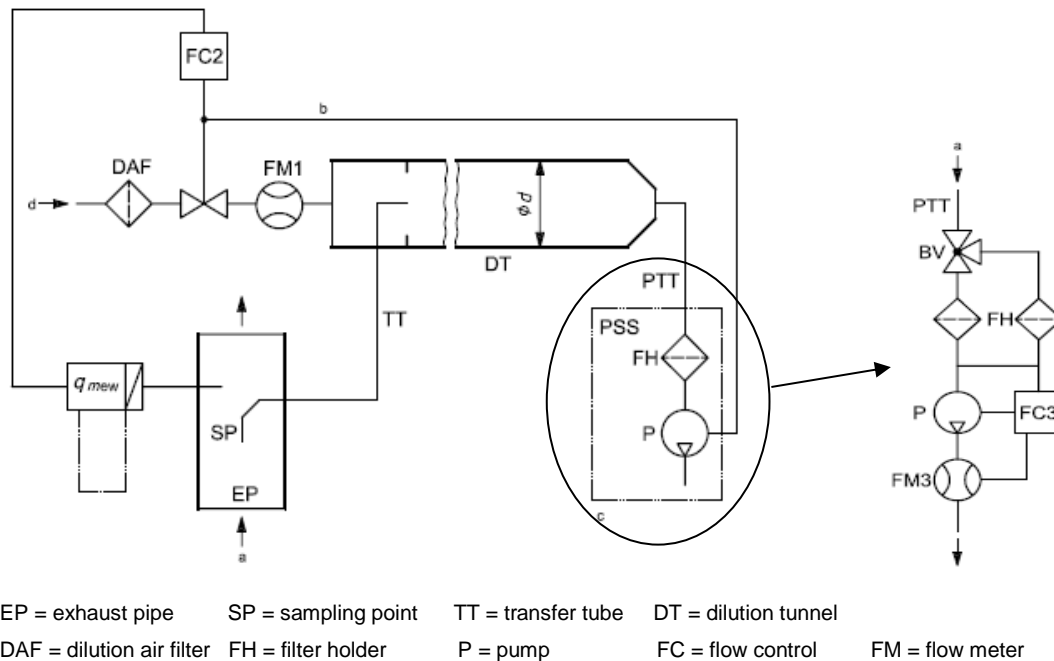 FC2
b
DAF
FM1
ø d
a
d
PTT
DT
BV
PTT
TT
PSS
FH
FH
q mew
P
FC3
SP
P
FM3
EP
c
a
EP = exhaust pipe SP = sampling point TT = transfer tube DT = dilution tunnel
DAF = dilution air filter FH = filter holder P = pump FC = flow control FM = flow meter